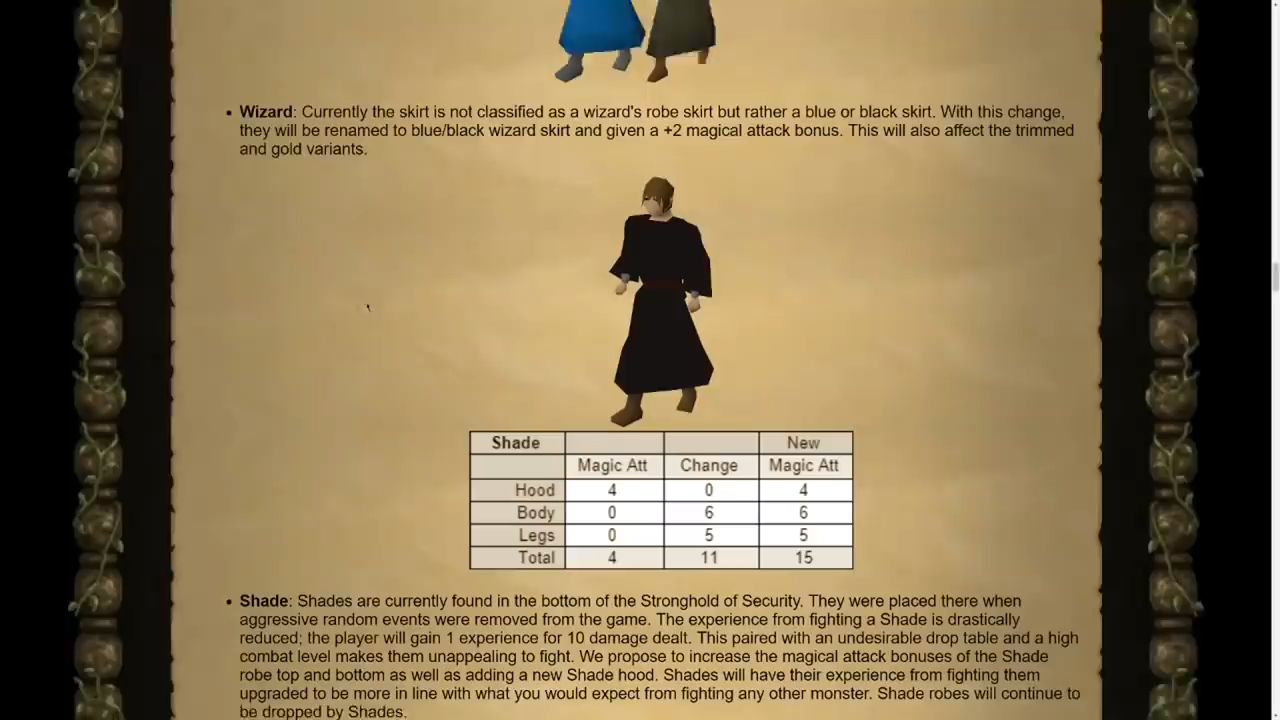 • Wizard: Currently the skirt is not classified as a wizard's robe skirt but rather a blue or black skirt. With this change,
they will be renamed to blue/black wizard skirt and given a +2 magical attack bonus. This will also affect the trimmed
and gold variants.
Shade New
Magic Att Change Magic Att
Hood 4 0 4
Body 0 6 6
Legs 0 5 5
Total 4 11 15
• Shade: Shades are currently found in the bottom of the Stronghold of Security. They were placed there when
aggressive random events were removed from the game. The experience from fighting a Shade is drastically
reduced; the player will gain 1 experience for 10 damage dealt. This paired with an undesirable drop table and a high
combat level makes them unappealing to fight. We propose to increase the magical attack bonuses of the Shade
robe top and bottom as well as adding a new Shade hood. Shades will have their experience from fighting them
upgraded to be more in line with what you would expect from fighting any other monster. Shade robes will continue to
be dropped by Shades.